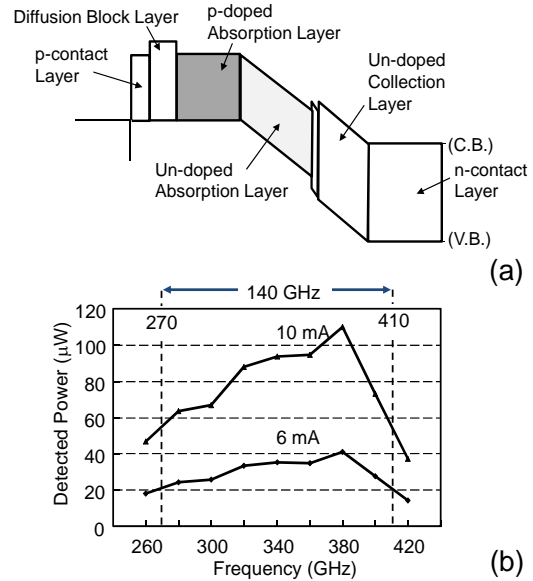 Diffusion Block Layer
p-doped
Absorption Layer
p-contact
Layer
Un-doped
Collection
Layer
Un-doped
Absorption Layer
(C.B.)
n-contact
Layer
(V.B.)
(a)
140 GHz
120
100
80
60
40
20
0
Detected Power (μW)
270
410
10 mA
6 mA
260
300
340
380
420
Frequency (GHz)
(b)